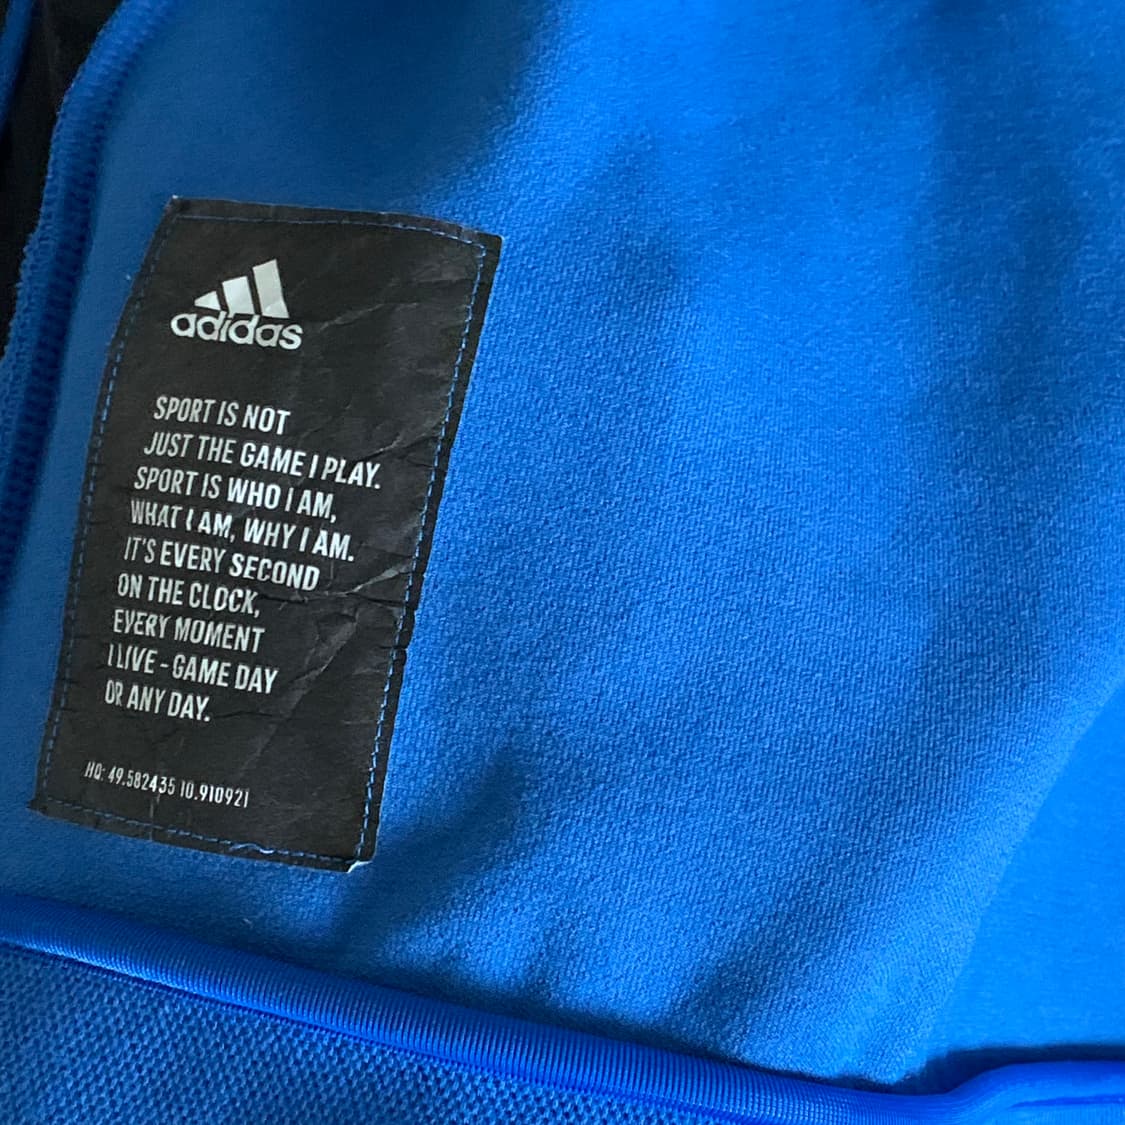 adidas
SPORT IS NOT
JUST THE GAME I PLAY.
SPORT IS WHO I AM,
WHAT I AM, WHY I AM.
IT'S EVERY SECOND
ON THE CLOCK,
EVERY MOMENT
I LIVE - GAME DAY
OR ANY DAY.
HQ: 49.582435 10.910921